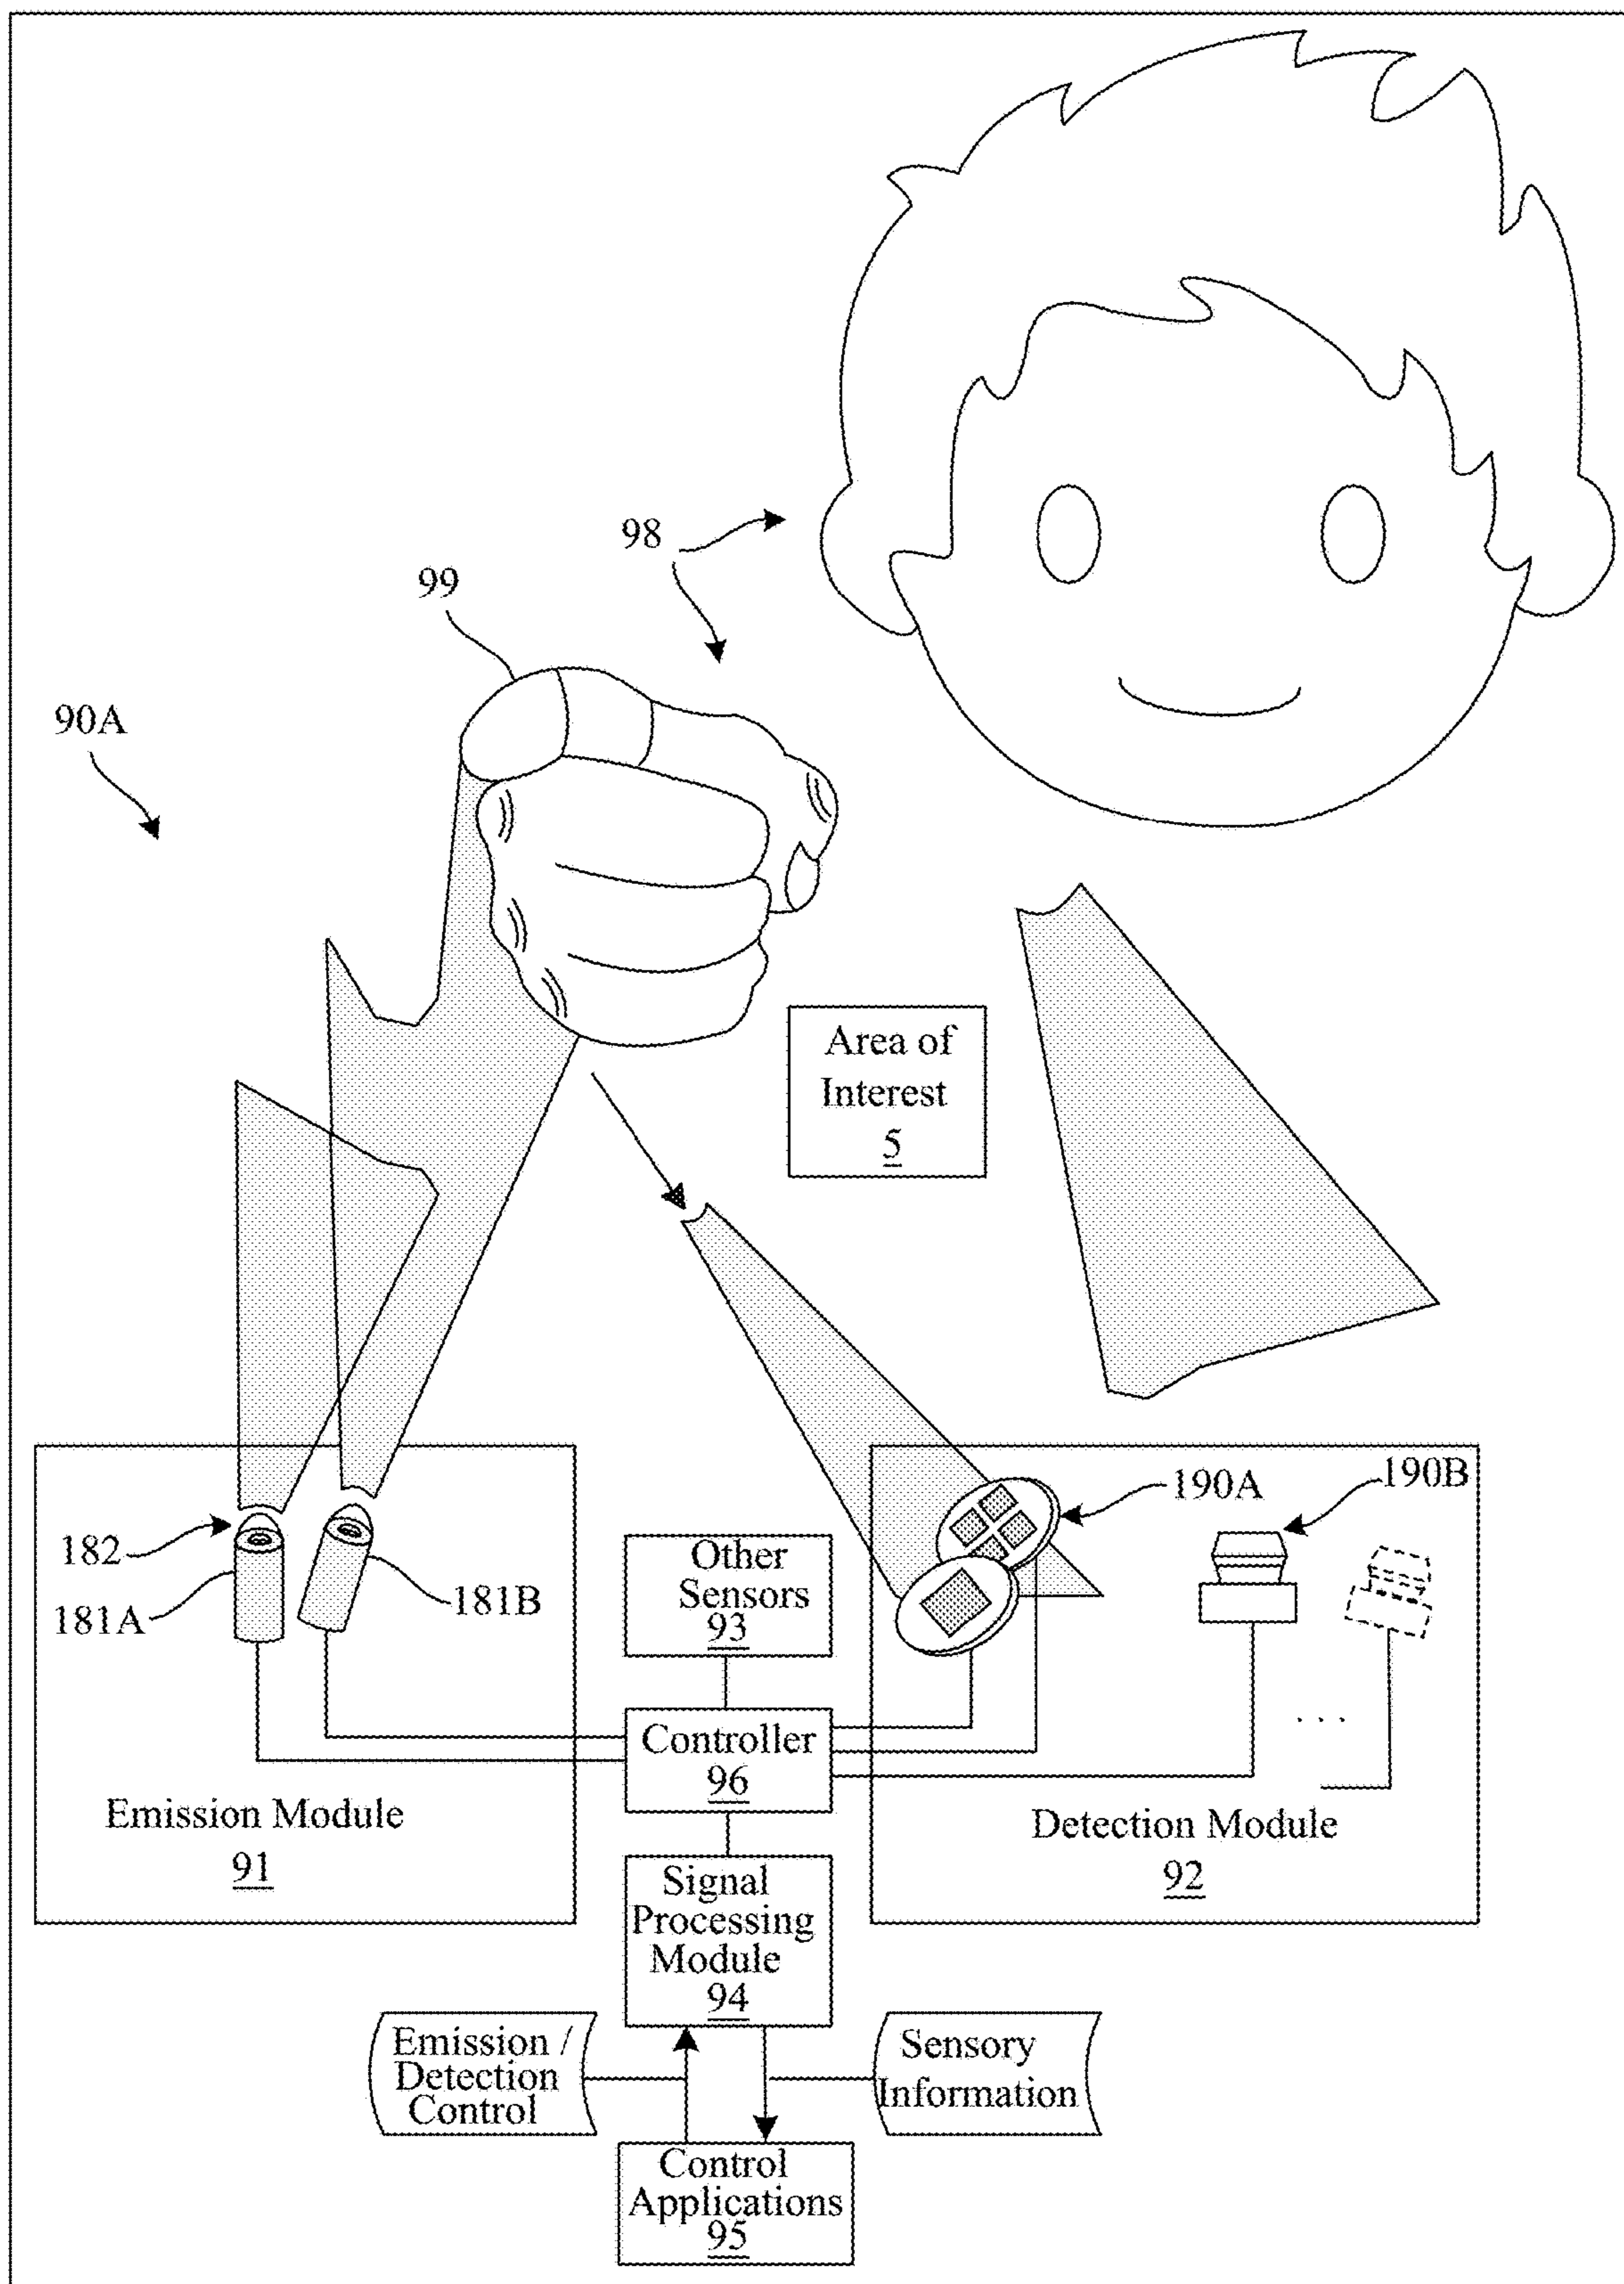 98
99
90A
Area of
Interest
5
190A
190B
182
181A
181B
Other
Sensors
93
Controller
96
Emission Module
91
Detection Module
92
Signal
Processing
Module
94
Emission /
Detection
Control
Sensory
Information
Control
Applications
95